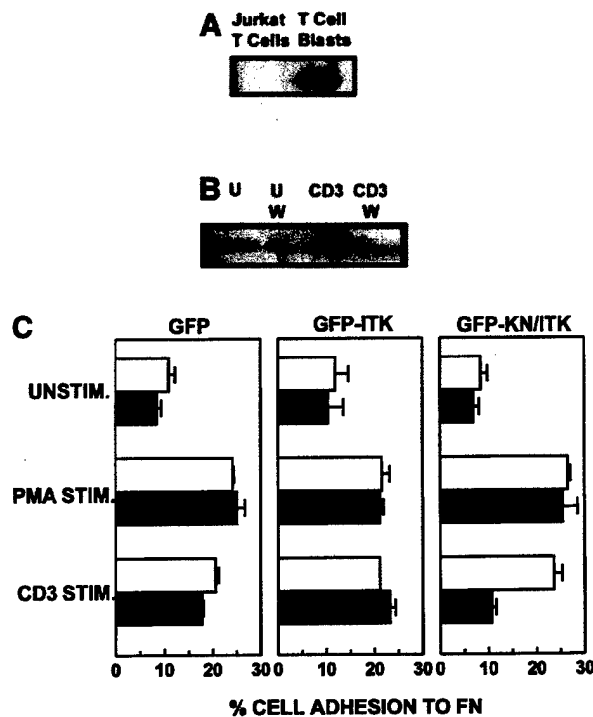 A Jurkat T Cell
T Cells Blasts
B U U CD3 CD3
W W
C GFP GFP-ITK GFP-KN/ITK
UNSTIM.
PMA STIM.
CD3 STIM.
0 10 20 30 0 10 20 30 0 10 20 30
% CELL ADHESION TO FN